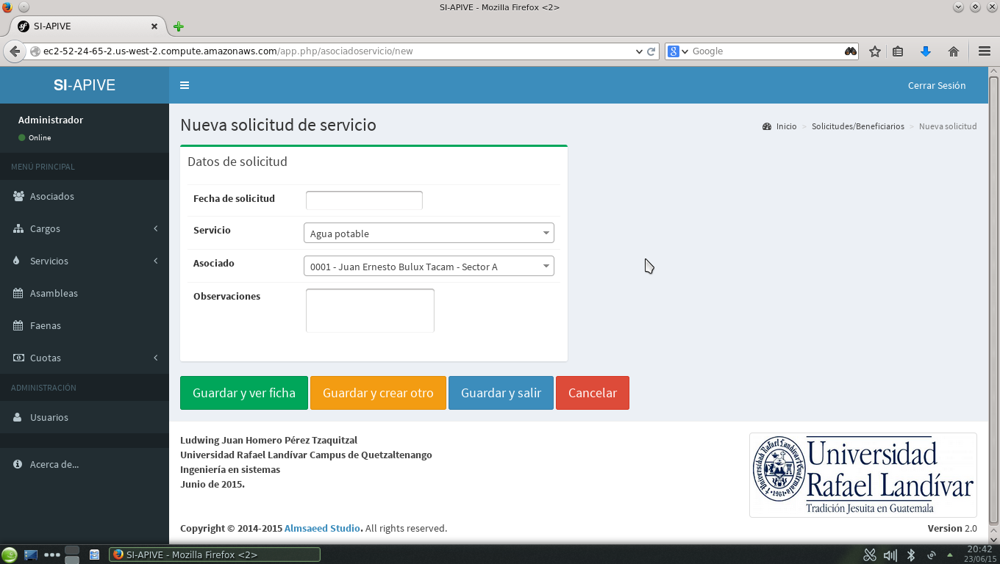 SI-APIVE - Mozilla Firefox <2>
SI-APIVE
ec2-52-24-65-2.us-west-2.compute.amazonaws.com/app.php/asociadoservicio/new
Google
SI-APIVE
Cerrar Sesión
Administrador
Online
MENÚ PRINCIPAL
Asociados
Cargos
Servicios
Asambleas
Faenas
Cuotas
ADMINISTRACIÓN
Usuarios
Acerca de...
Nueva solicitud de servicio
Inicio > Solicitudes/Beneficiarios > Nueva solicitud
Datos de solicitud
Fecha de solicitud
Servicio
Agua potable
Asociado
0001 - Juan Ernesto Bulux Tacam - Sector A
Observaciones
Guardar y ver ficha
Guardar y crear otro
Guardar y salir
Cancelar
Ludwing Juan Homero Pérez Tzaquitzal
Universidad Rafael Landívar Campus de Quetzaltenango
Ingeniería en sistemas
Junio de 2015.
Universidad
Rafael Landívar
Tradición Jesuita en Guatemala
Copyright © 2014-2015 Almsaeed Studio. All rights reserved.
Version 2.0
SI-APIVE - Mozilla Firefox <2>
20:42
23/06/15